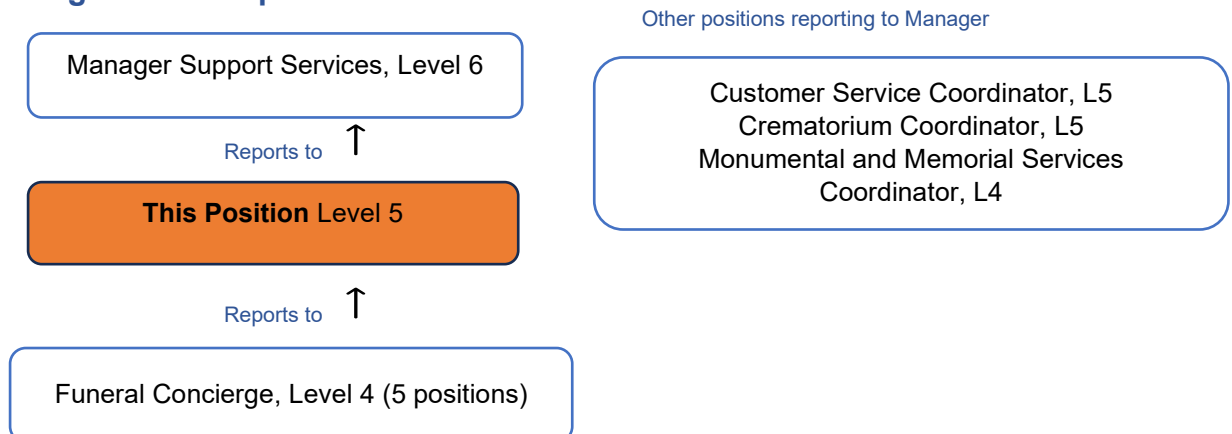 Other positions reporting to Manager
Manager Support Services, Level 6
Reports to ↑
This Position Level 5
Reports to ↑
Funeral Concierge, Level 4 (5 positions)
Customer Service Coordinator, L5
Crematorium Coordinator, L5
Monumental and Memorial Services
Coordinator, L4